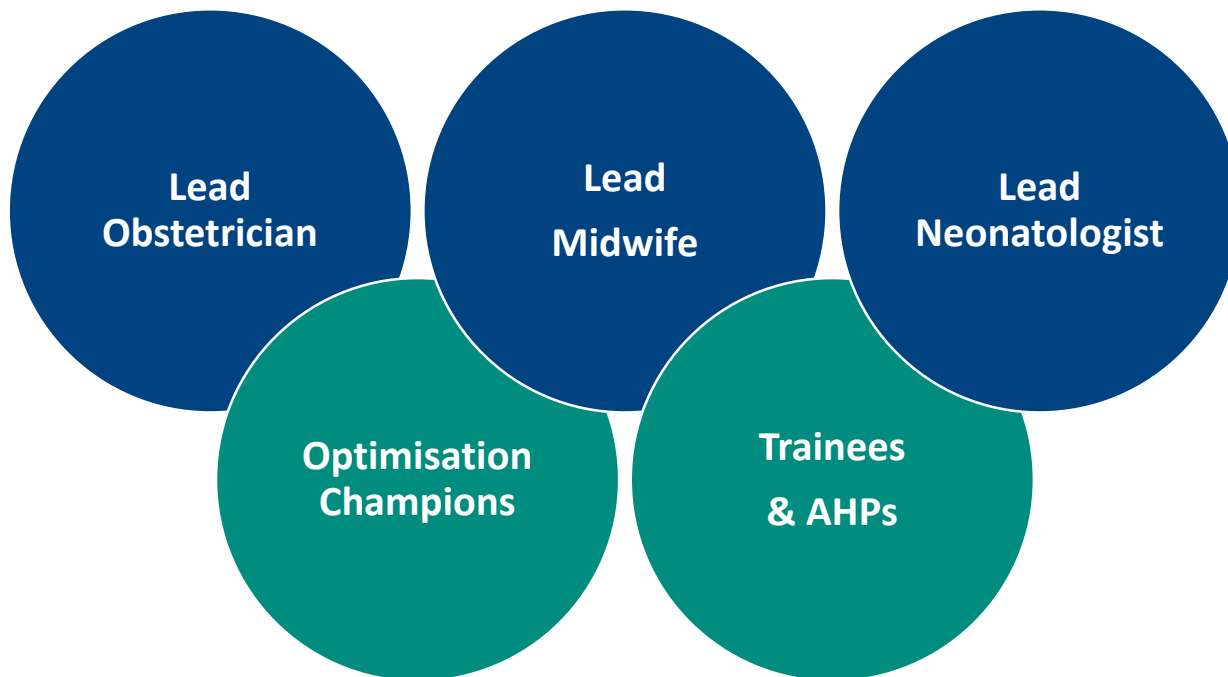 Lead
Obstetrician
Lead
Midwife
Lead
Neonatologist
Optimisation
Champions
Trainees
& AHPs